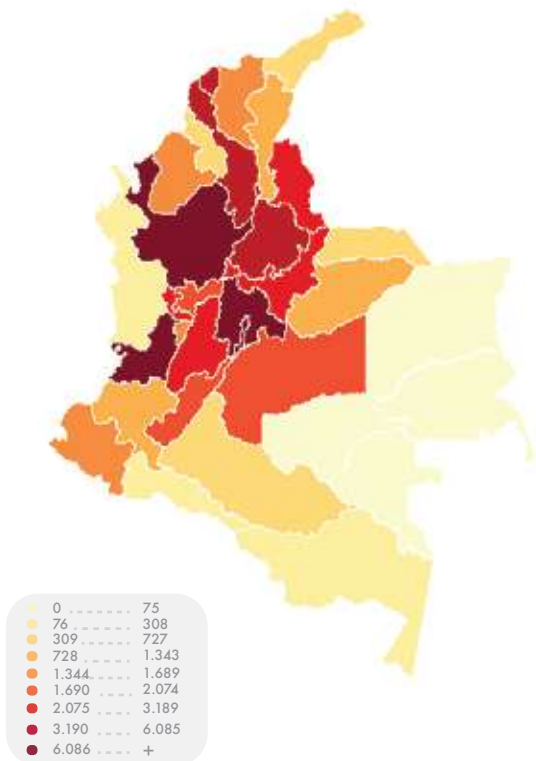 0 ........ 75
76 ........ 308
309 ........ 727
728 ........ 1.343
1.344 ........ 1.689
1.690 ........ 2.074
2.075 ........ 3.189
3.190 ........ 6.085
6.086 ........ +